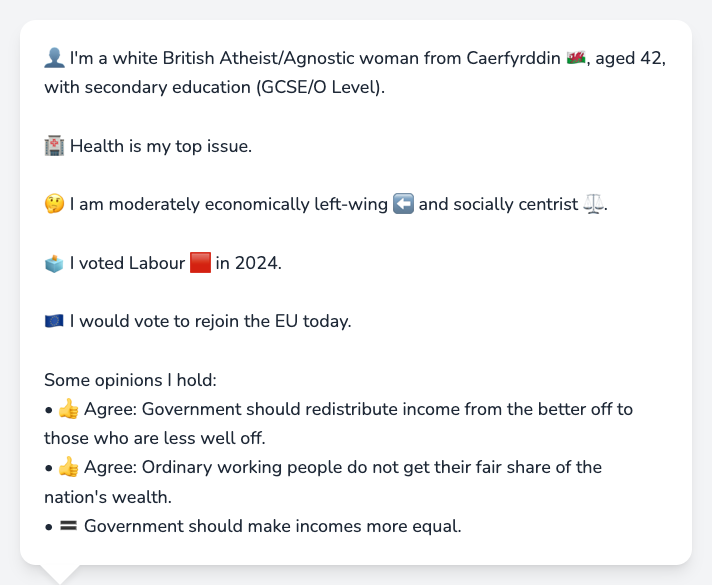 👤 I'm a white British Atheist/Agnostic woman from Caerfyrddin 🏴󠁧󠁢󠁷󠁬󠁳󠁿, aged 42,
with secondary education (GCSE/O Level).
🏥 Health is my top issue.
🤔 I am moderately economically left-wing ⬅️ and socially centrist ⚖️.
🗳️ I voted Labour 🟥 in 2024.
🇪🇺 I would vote to rejoin the EU today.
Some opinions I hold:
• 👍 Agree: Government should redistribute income from the better off to
those who are less well off.
• 👍 Agree: Ordinary working people do not get their fair share of the
nation's wealth.
• 🟰 Government should make incomes more equal.